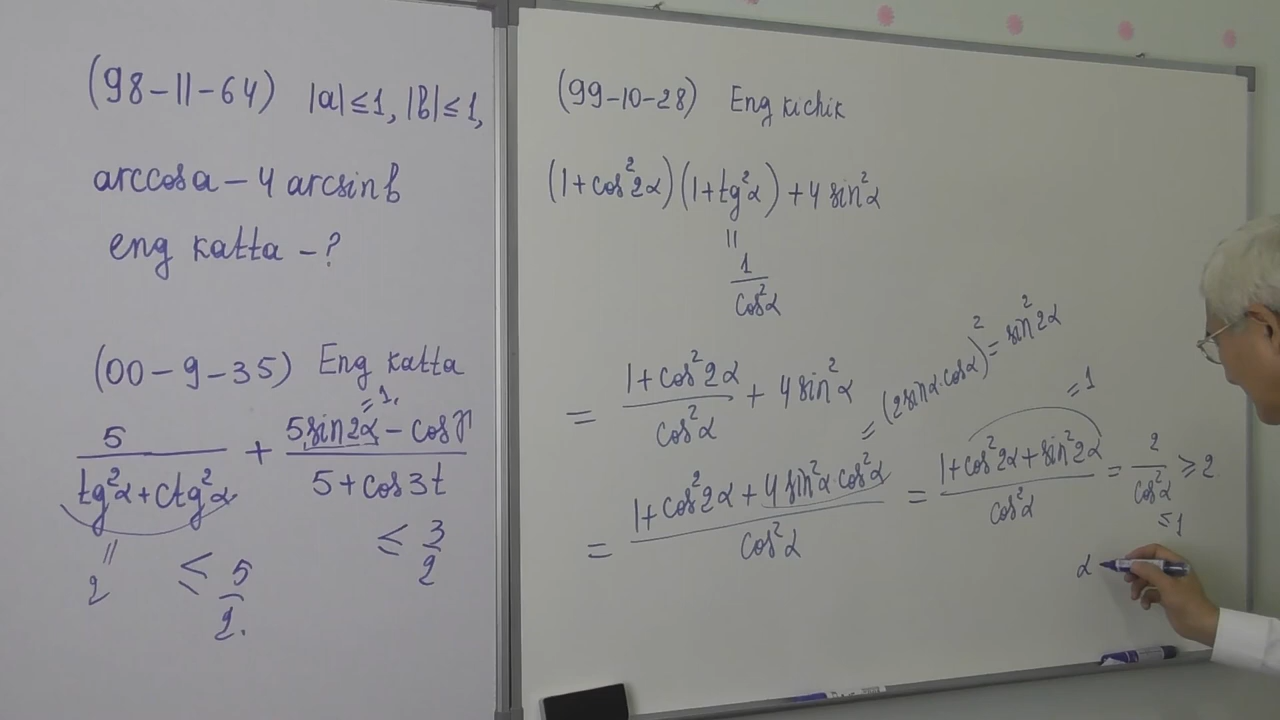 (98-11-64) |a|≤1, |b|≤1,
arccos a - 4 arcsin b
eng katta - ?
(00-9-35) Eng katta
=1.
5/(tg²α+ctg²α) + (5sin2α - cosγ)/(5+cos3t)
≤ 3/2
"
2
≤ 5/2.
(99-10-28) Eng kichik
(1+cos²2α)(1+tg²α)+4sin²α
"
1/cos²α
= (1+cos²2α)/cos²α + 4sin²α
= (2sinα·cosα)² = sin²2α
=1
= (1+cos²2α+4sin²α·cos²α)/cos²α = (1+cos²2α+sin²2α)/cos²α = 2/cos²α ≥ 2
≤1
α